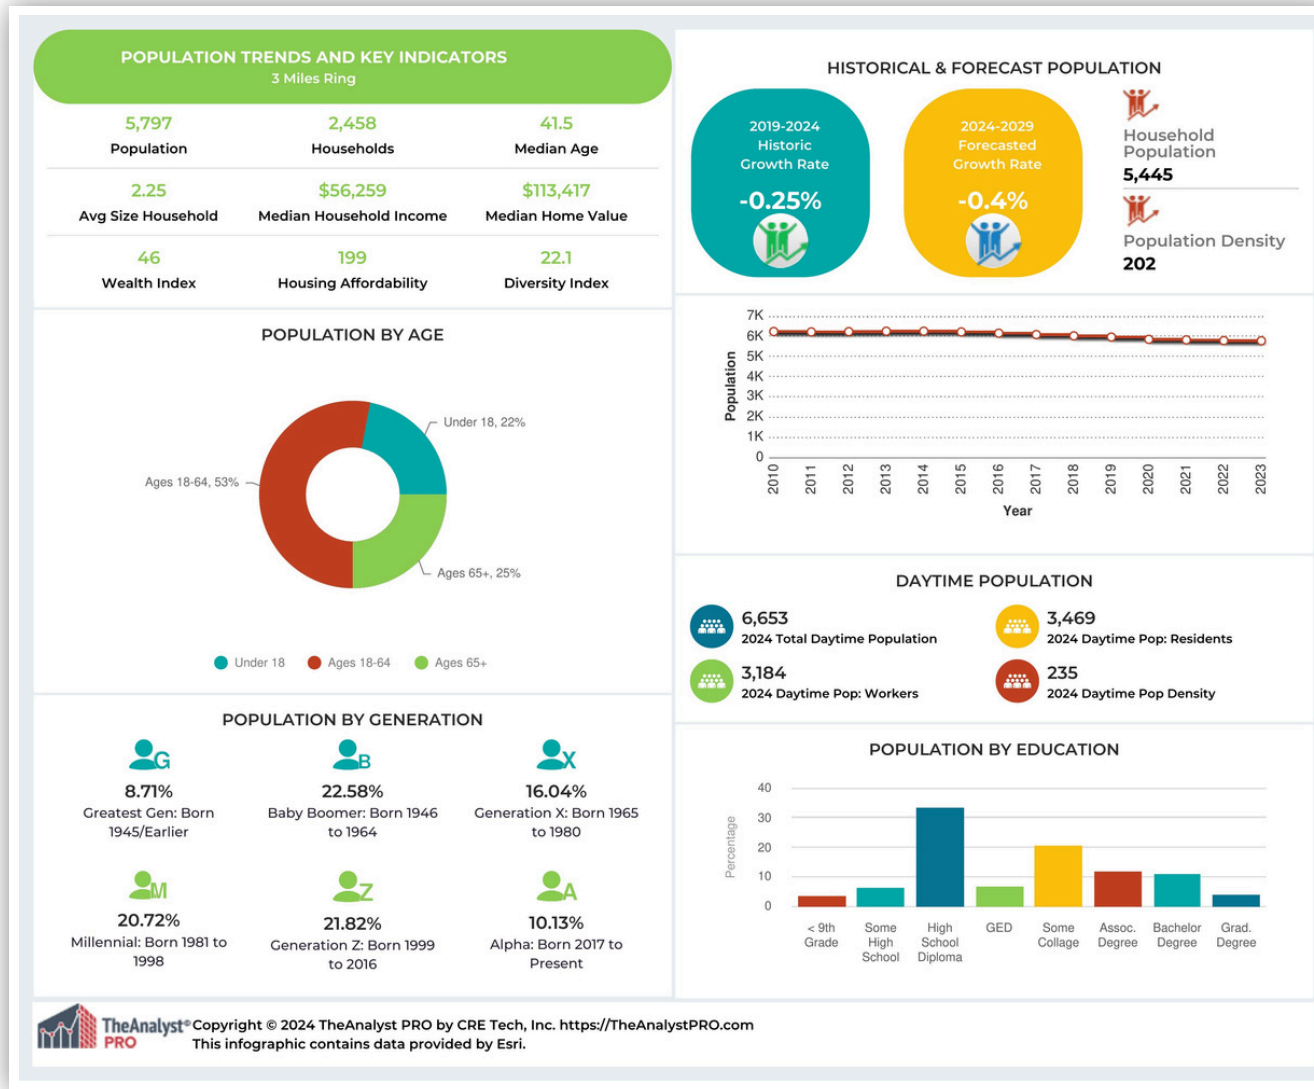 POPULATION TRENDS AND KEY INDICATORS
3 Miles Ring
5,797
Population
2,458
Households
41.5
Median Age
2.25
Avg Size Household
$56,259
Median Household Income
$113,417
Median Home Value
46
Wealth Index
199
Housing Affordability
22.1
Diversity Index
POPULATION BY AGE
Under 18, 22%
Ages 18-64, 53%
Ages 65+, 25%
Under 18
Ages 18-64
Ages 65+
POPULATION BY GENERATION
G
8.71%
Greatest Gen: Born
1945/Earlier
B
22.58%
Baby Boomer: Born 1946
to 1964
X
16.04%
Generation X: Born 1965
to 1980
M
20.72%
Millennial: Born 1981 to
1998
Z
21.82%
Generation Z: Born 1999
to 2016
A
10.13%
Alpha: Born 2017 to
Present
HISTORICAL & FORECAST POPULATION
2019-2024
Historic
Growth Rate
-0.25%
2024-2029
Forecasted
Growth Rate
-0.4%
Household
Population
5,445
Population Density
202
Population
7K
6K
5K
4K
3K
2K
1K
0
2010
2011
2012
2013
2014
2015
2016
2017
2018
2019
2020
2021
2022
2023
Year
DAYTIME POPULATION
6,653
2024 Total Daytime Population
3,469
2024 Daytime Pop: Residents
3,184
2024 Daytime Pop: Workers
235
2024 Daytime Pop Density
POPULATION BY EDUCATION
Percentage
40
30
20
10
0
< 9th
Grade
Some
High
School
High
School
Diploma
GED
Some
Collage
Assoc.
Degree
Bachelor
Degree
Grad.
Degree
TheAnalyst®
PRO
Copyright © 2024 TheAnalyst PRO by CRE Tech, Inc. https://TheAnalystPRO.com
This infographic contains data provided by Esri.